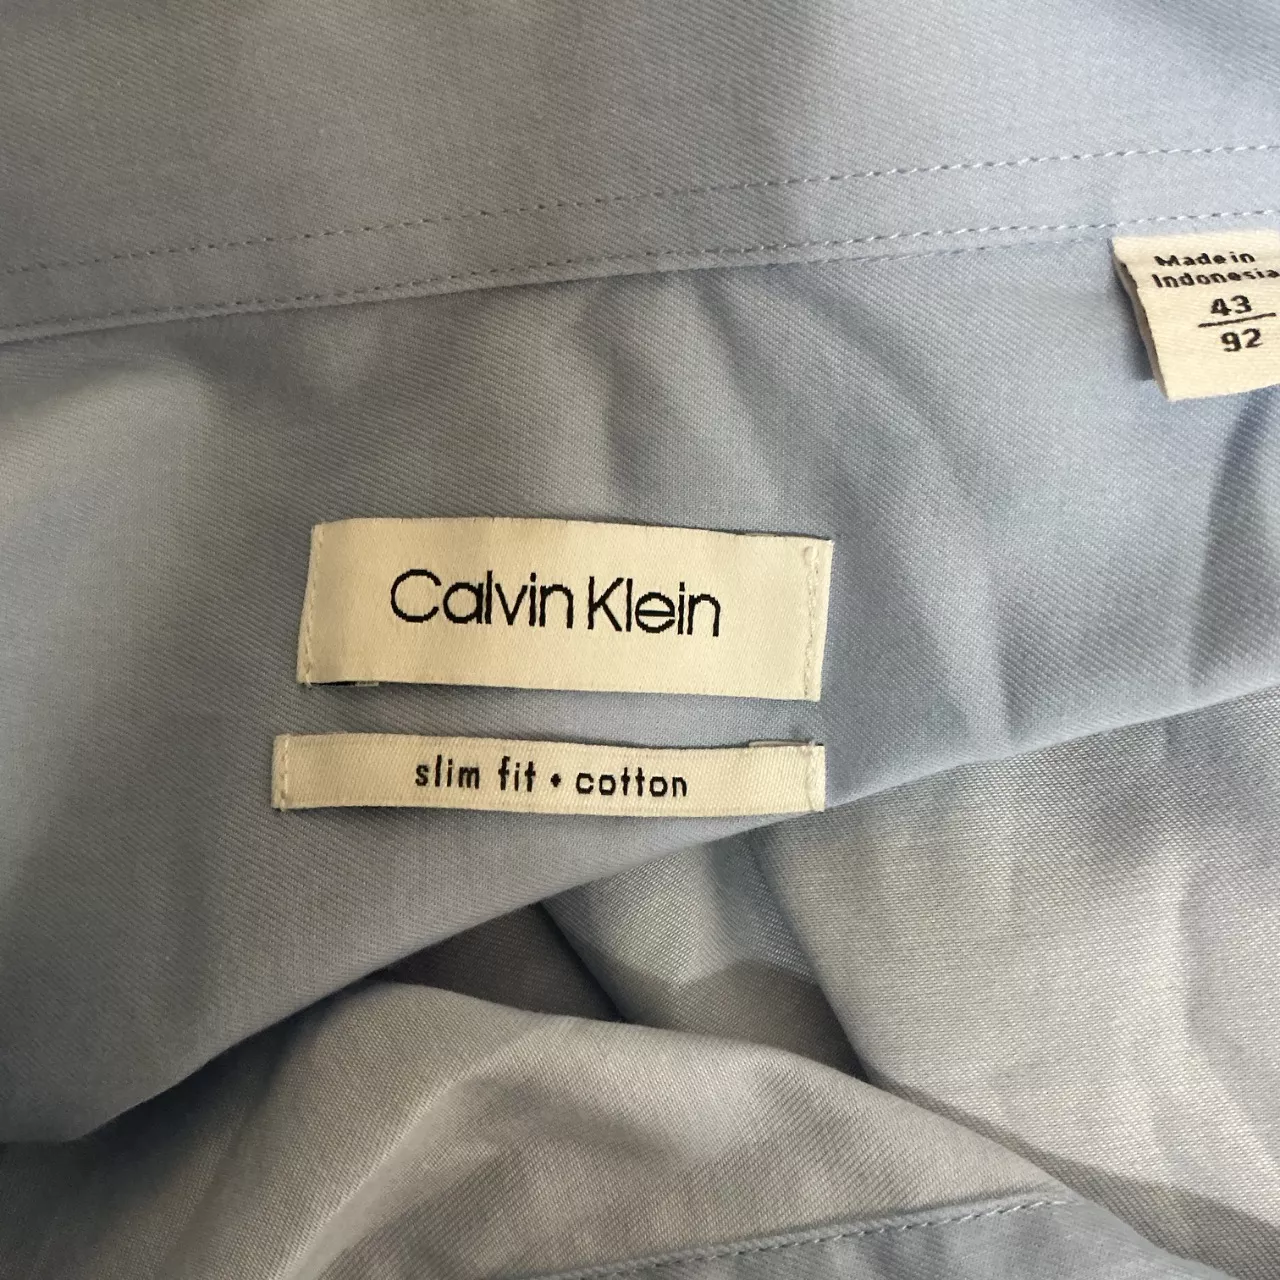 Made in
Indonesia
43
92
Calvin Klein
slim fit • cotton